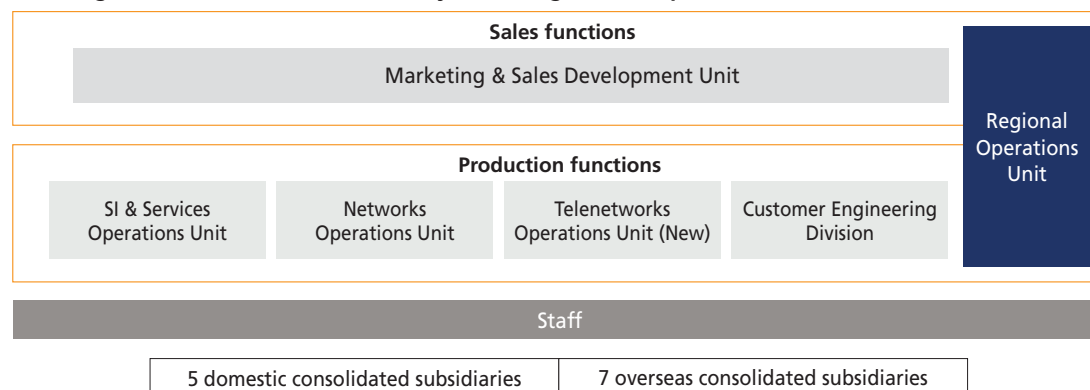 Sales functions
Marketing & Sales Development Unit
Regional
Operations
Unit
Production functions
SI & Services
Operations Unit
Networks
Operations Unit
Telenetworks
Operations Unit (New)
Customer Engineering
Division
Staff
5 domestic consolidated subsidiaries
7 overseas consolidated subsidiaries